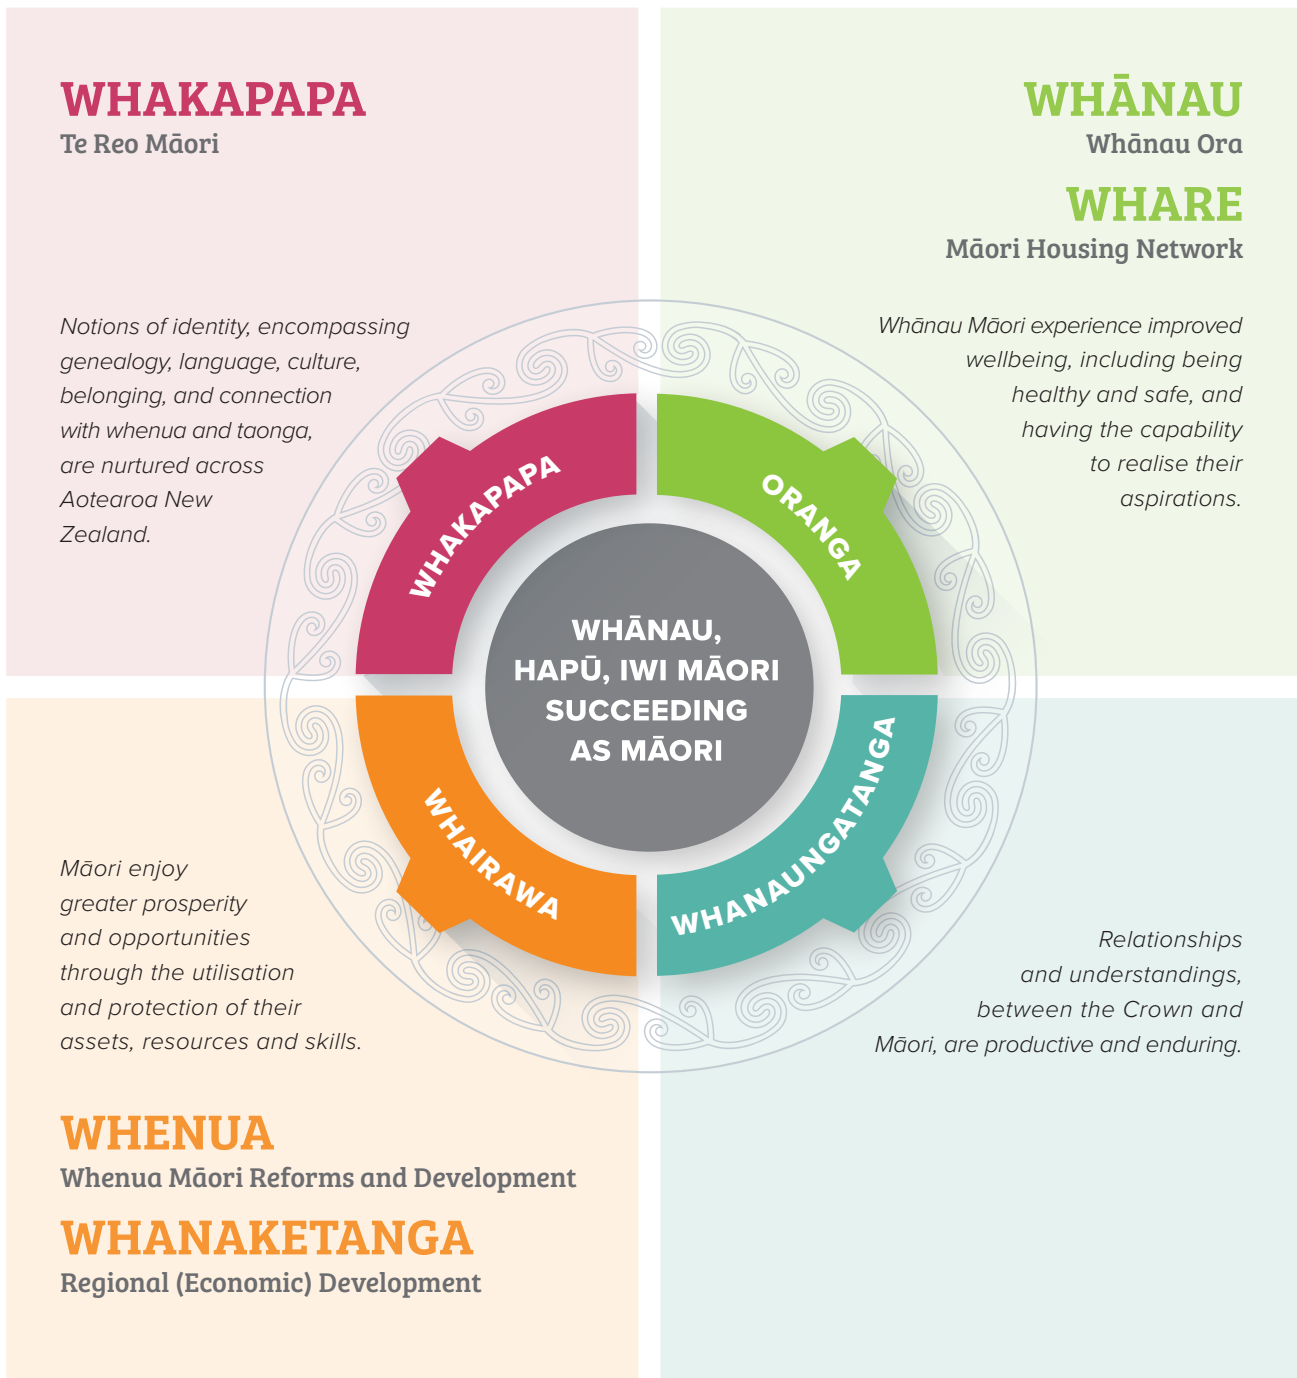 WHAKAPAPA
Te Reo Māori
Notions of identity, encompassing
genealogy, language, culture,
belonging, and connection
with whenua and taonga,
are nurtured across
Aotearoa New
Zealand.
WHĀNAU
Whānau Ora
WHARE
Māori Housing Network
Whānau Māori experience improved
wellbeing, including being
healthy and safe, and
having the capability
to realise their
aspirations.
WHAKAPAPA
ORANGA
WHĀNAU,
HAPŪ, IWI MĀORI
SUCCEEDING
AS MĀORI
WHAIRAWA
WHANAUNGATANGA
Māori enjoy
greater prosperity
and opportunities
through the utilisation
and protection of their
assets, resources and skills.
WHENUA
Whenua Māori Reforms and Development
WHANAKETANGA
Regional (Economic) Development
Relationships
and understandings,
between the Crown and
Māori, are productive and enduring.